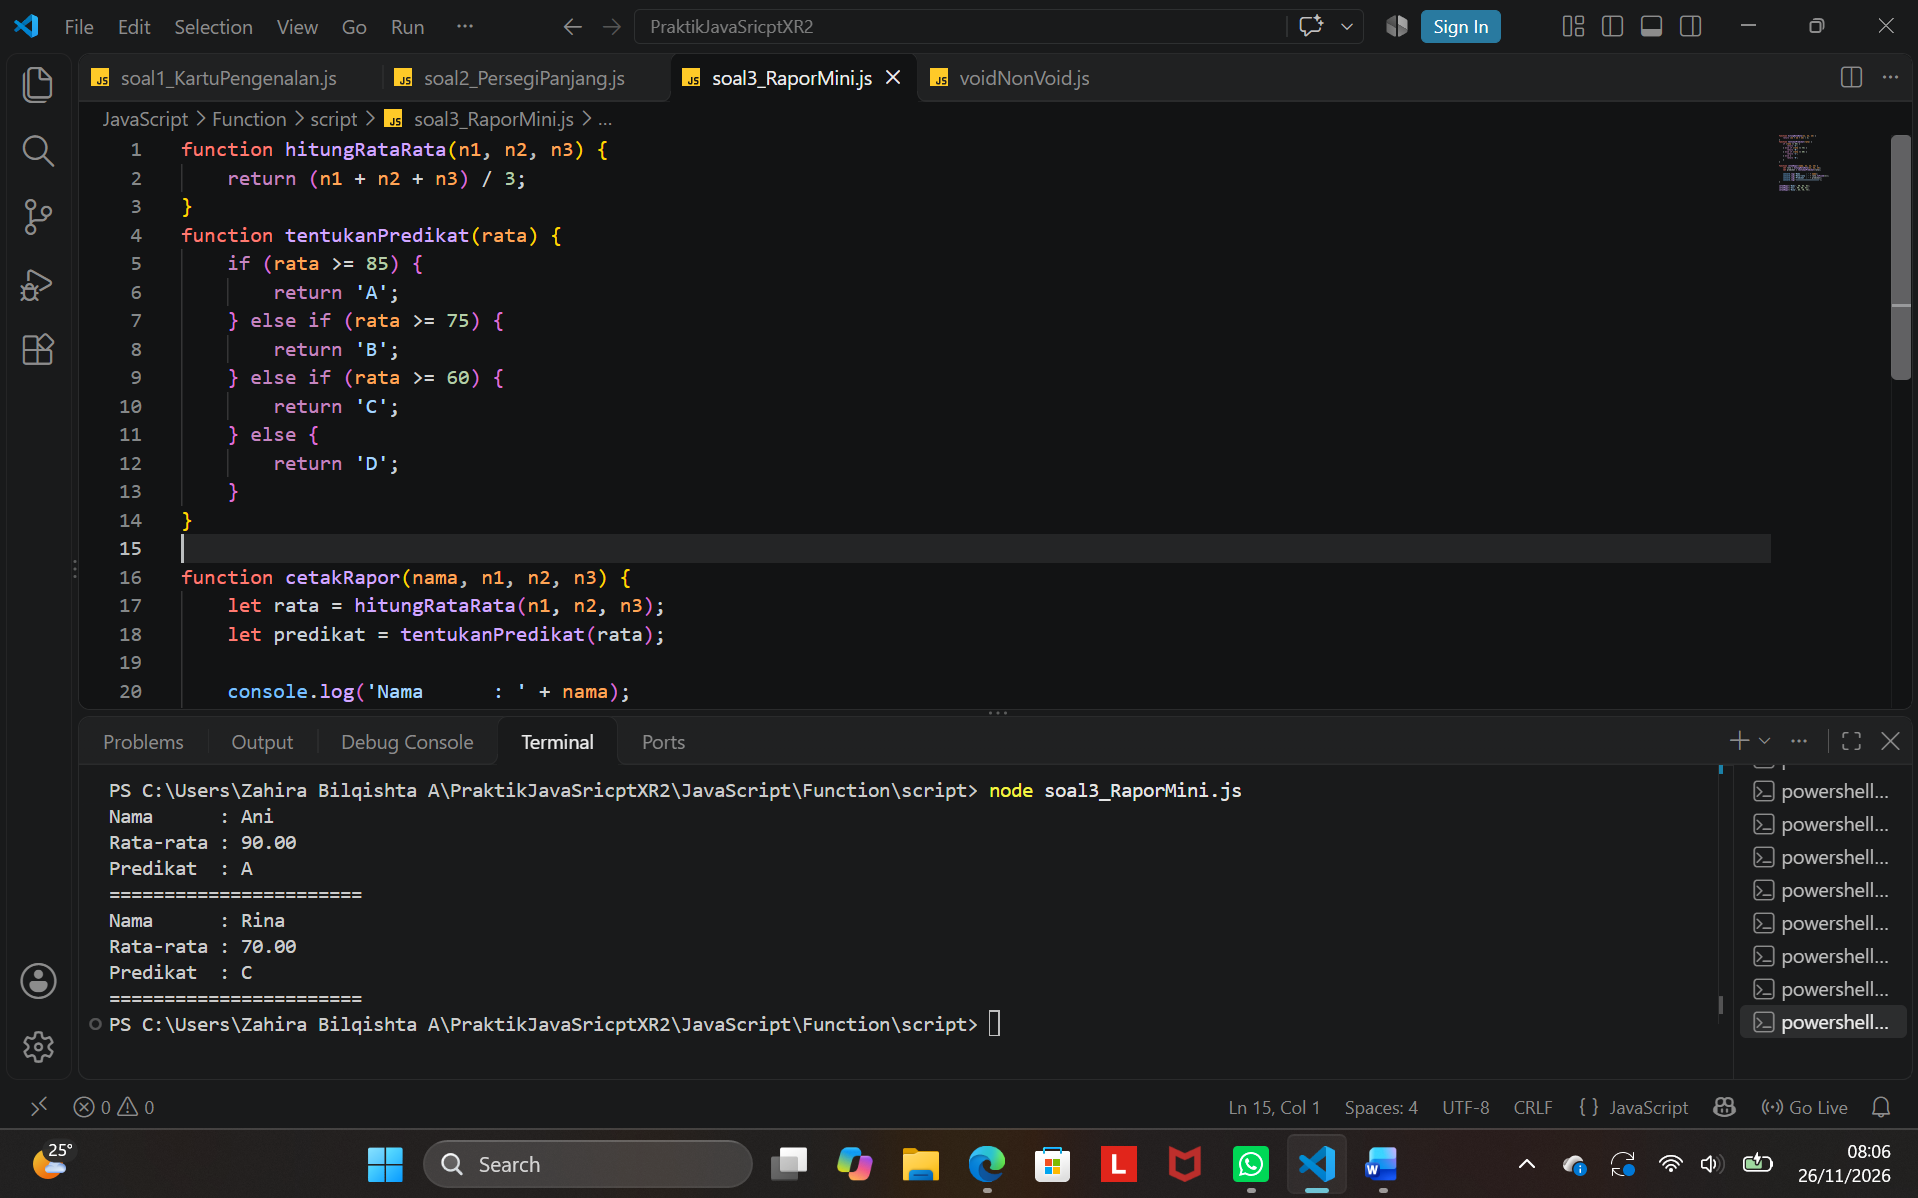 File Edit Selection View Go Run ··· PraktikJavaSricptXR2 Sign In
JS soal1_KartuPengenalan.js JS soal2_PersegiPanjang.js JS soal3_RaporMini.js JS voidNonVoid.js
JavaScript > Function > script > JS soal3_RaporMini.js > ...
1 function hitungRataRata(n1, n2, n3) {
2 return (n1 + n2 + n3) / 3;
3 }
4 function tentukanPredikat(rata) {
5 if (rata >= 85) {
6 return 'A';
7 } else if (rata >= 75) {
8 return 'B';
9 } else if (rata >= 60) {
10 return 'C';
11 } else {
12 return 'D';
13 }
14 }
15
16 function cetakRapor(nama, n1, n2, n3) {
17 let rata = hitungRataRata(n1, n2, n3);
18 let predikat = tentukanPredikat(rata);
19
20 console.log('Nama      : ' + nama);
Problems Output Debug Console Terminal Ports
PS C:\Users\Zahira Bilqishta A\PraktikJavaSricptXR2\JavaScript\Function\script> node soal3_RaporMini.js
Nama      : Ani
Rata-rata : 90.00
Predikat  : A
=======================
Nama      : Rina
Rata-rata : 70.00
Predikat  : C
=======================
PS C:\Users\Zahira Bilqishta A\PraktikJavaSricptXR2\JavaScript\Function\script>
powershell...
powershell...
powershell...
powershell...
powershell...
powershell...
powershell...
powershell...
0 0 Ln 15, Col 1 Spaces: 4 UTF-8 CRLF { } JavaScript Go Live
25° Search L W 08:06
26/11/2026